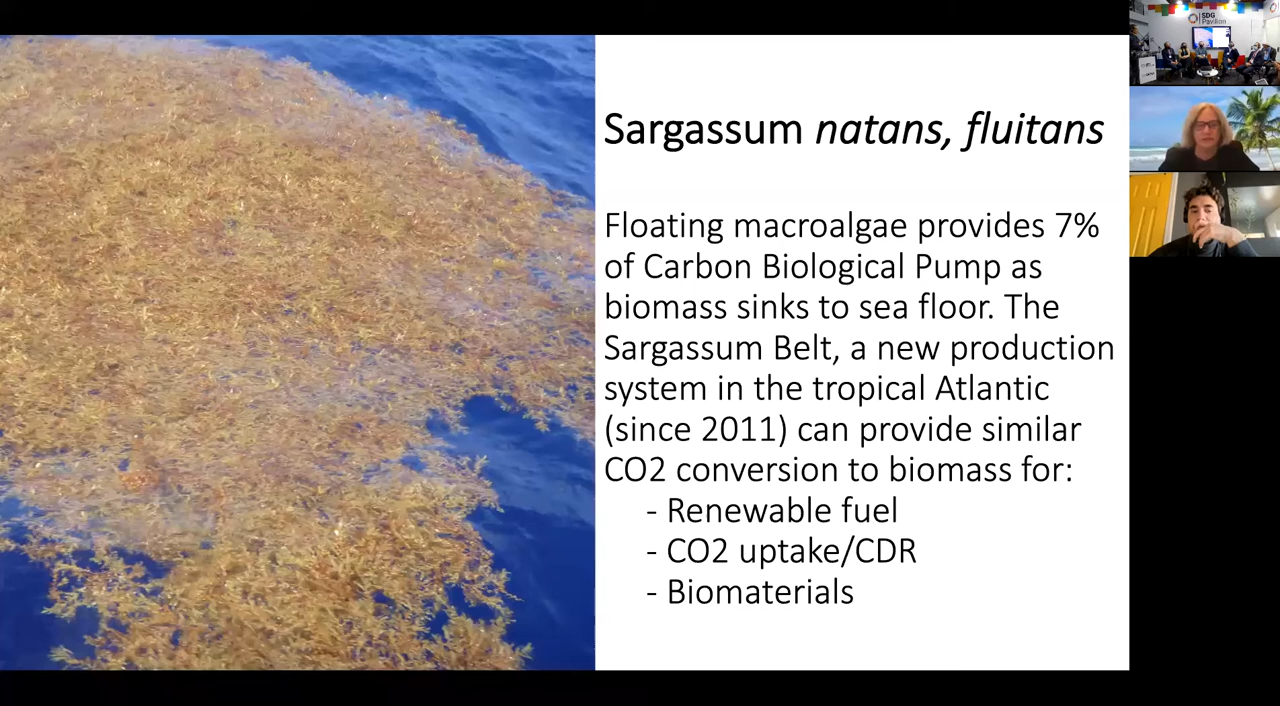 Sargassum natans, fluitans
Floating macroalgae provides 7%
of Carbon Biological Pump as
biomass sinks to sea floor. The
Sargassum Belt, a new production
system in the tropical Atlantic
(since 2011) can provide similar
CO2 conversion to biomass for:
- Renewable fuel
- CO2 uptake/CDR
- Biomaterials
SDG
Pavilion